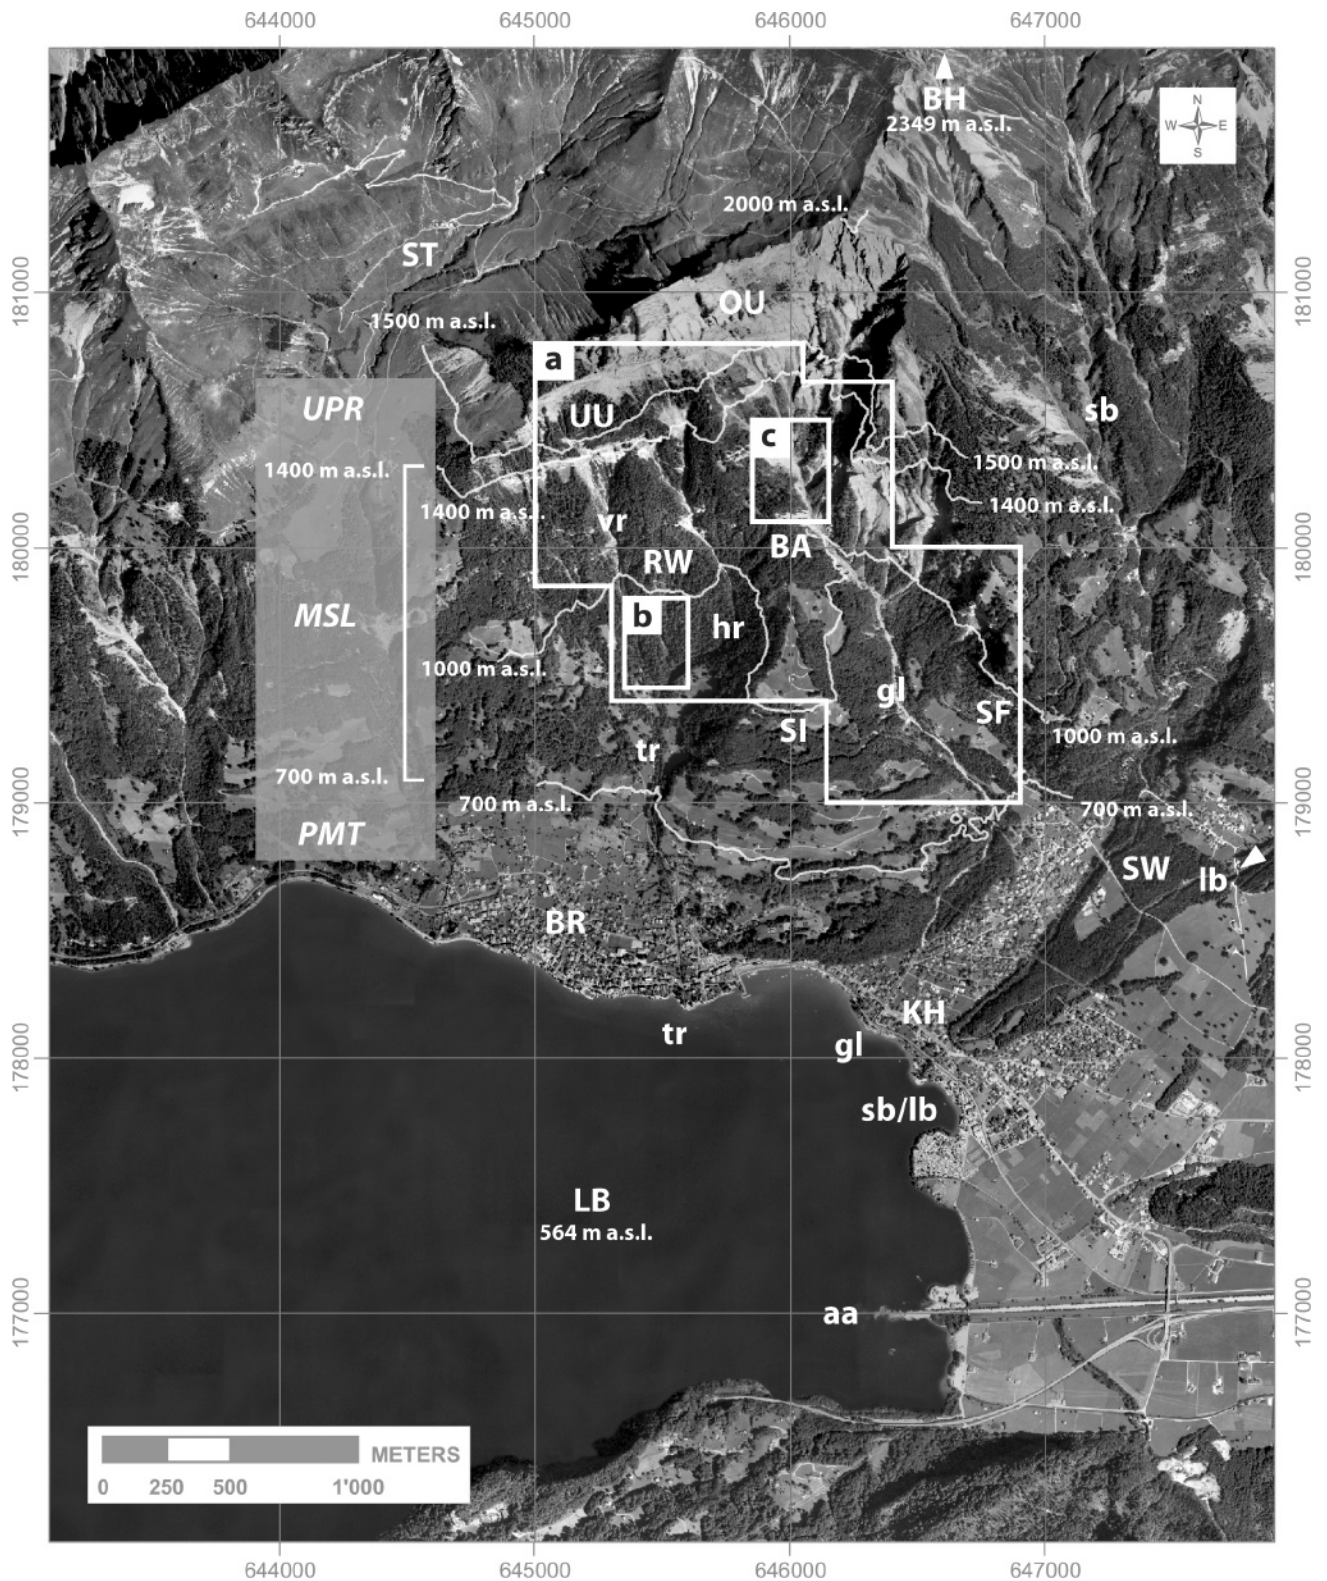 644000 645000 646000 647000
BH
2349 m a.s.l.
N
W E
S
2000 m a.s.l.
ST
181000
181000
OU
1500 m a.s.l.
a
UPR
UU
sb
c
1400 m a.s.l.
1500 m a.s.l.
1400 m a.s.l.
1400 m a.s.l.
vr
BA
180000
180000
RW
b
MSL
hr
1000 m a.s.l.
gl
SF
SI
1000 m a.s.l.
tr
700 m a.s.l.
700 m a.s.l.
179000
179000
700 m a.s.l.
PMT
SW
lb
BR
KH
tr
gl
178000
178000
sb/lb
LB
564 m a.s.l.
aa
177000
177000
METERS
0 250 500 1'000
644000 645000 646000 647000